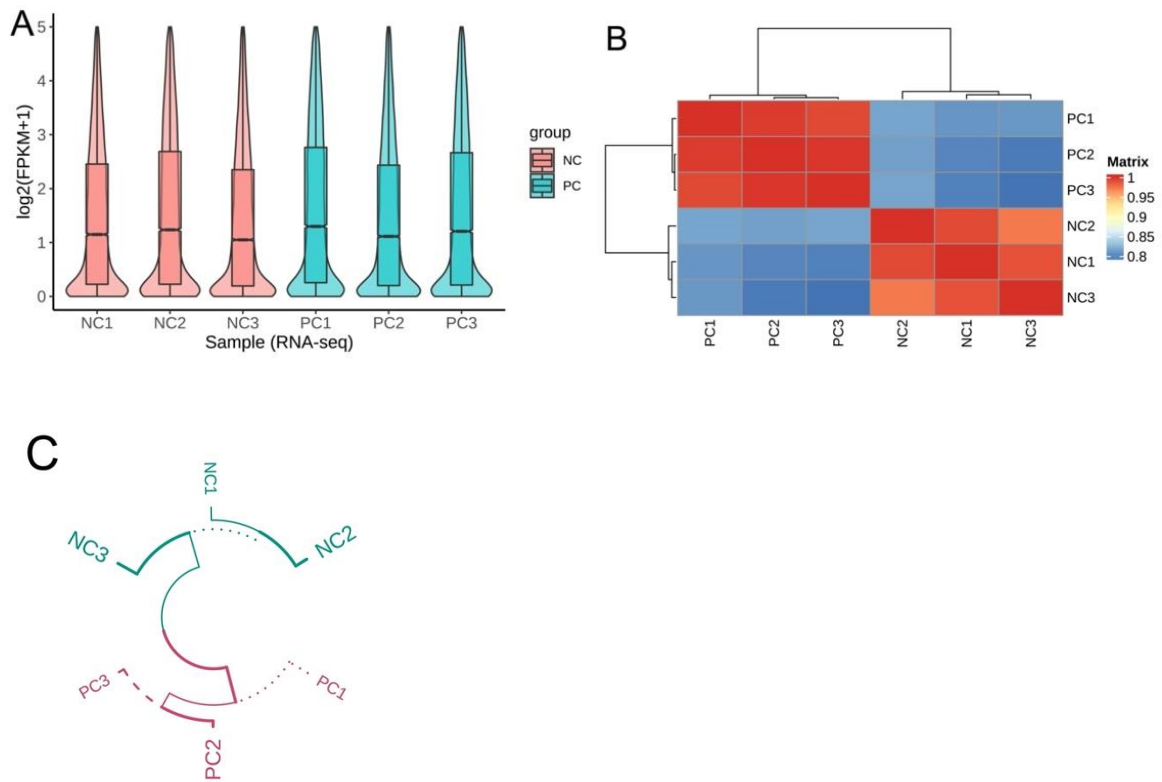 A
log2(FPKM+1)
5
4
3
2
1
0
NC1 NC2 NC3 PC1 PC2 PC3
Sample (RNA-seq)
group
NC
PC
B
PC1
PC2
PC3
NC2
NC1
NC3
PC1 PC2 PC3 NC2 NC1 NC3
Matrix
1
0.95
0.9
0.85
0.8
C
NC1
NC2
NC3
PC3
PC1
PC2